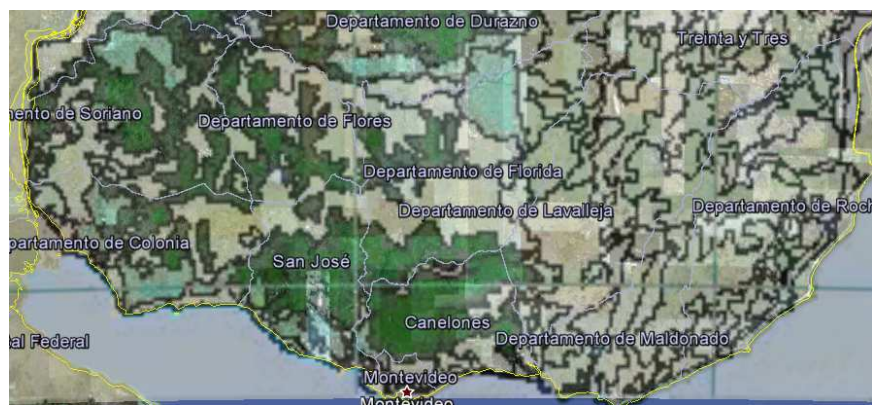 Departamento de Durazno
Treinta y Tres
mento de Soriano
Departamento de Flores
Departamento de Florida
Departamento de Lavalleja
Departamento de Roch
partamento de Colonia
San José
Canelones
al Federal
Departamento de Maldonado
Montevideo
Montevideo